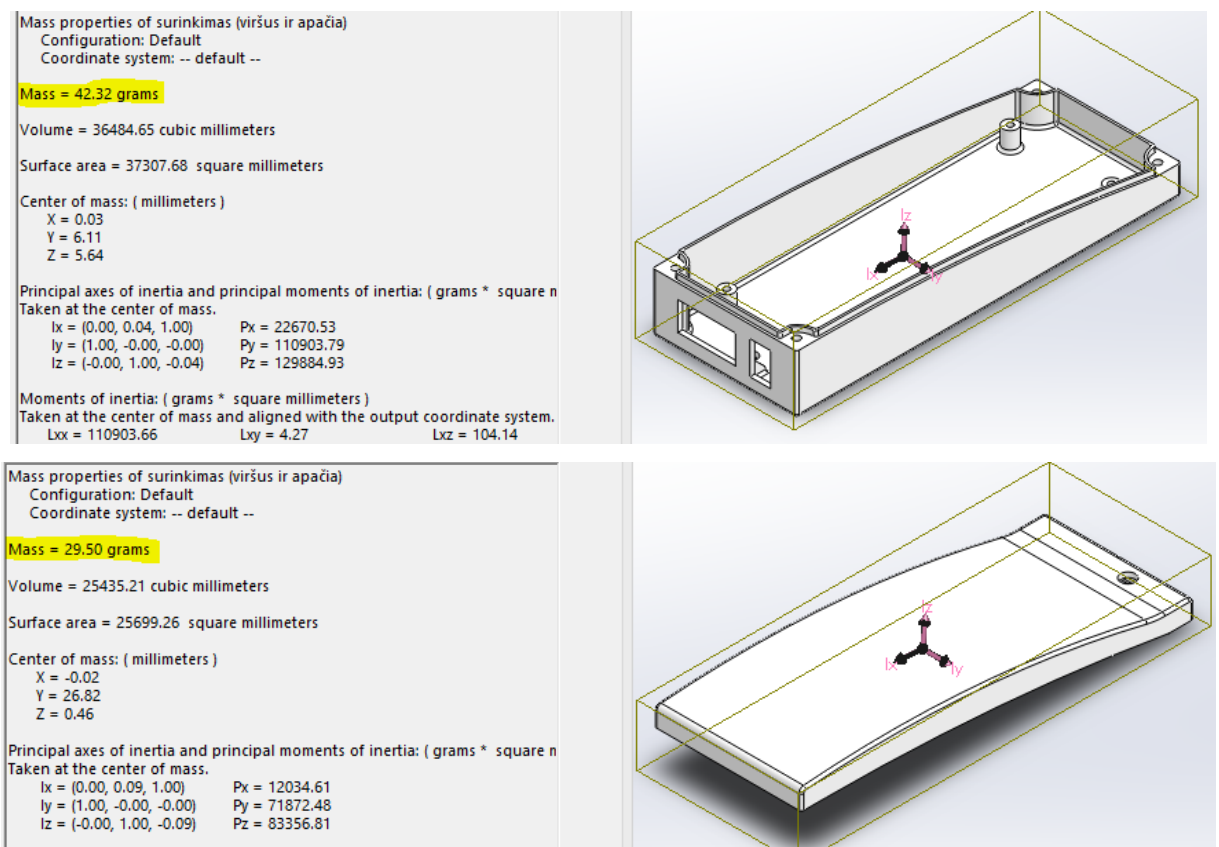 Mass properties of surinkimas (viršus ir apačia)
Configuration: Default
Coordinate system: -- default --
Mass = 42.32 grams
Volume = 36484.65 cubic millimeters
Surface area = 37307.68 square millimeters
Center of mass: ( millimeters )
X = 0.03
Y = 6.11
Z = 5.64
Principal axes of inertia and principal moments of inertia: ( grams * square m
Taken at the center of mass.
Ix = (0.00, 0.04, 1.00) Px = 22670.53
Iy = (1.00, -0.00, -0.00) Py = 110903.79
Iz = (-0.00, 1.00, -0.04) Pz = 129884.93
Moments of inertia: ( grams * square millimeters )
Taken at the center of mass and aligned with the output coordinate system.
Lxx = 110903.66 Lxy = 4.27 Lxz = 104.14
Iz
Ix
Iy
Mass properties of surinkimas (viršus ir apačia)
Configuration: Default
Coordinate system: -- default --
Mass = 29.50 grams
Volume = 25435.21 cubic millimeters
Surface area = 25699.26 square millimeters
Center of mass: ( millimeters )
X = -0.02
Y = 26.82
Z = 0.46
Principal axes of inertia and principal moments of inertia: ( grams * square m
Taken at the center of mass.
Ix = (0.00, 0.09, 1.00) Px = 12034.61
Iy = (1.00, -0.00, -0.00) Py = 71872.48
Iz = (-0.00, 1.00, -0.09) Pz = 83356.81
Iz
Ix
Iy